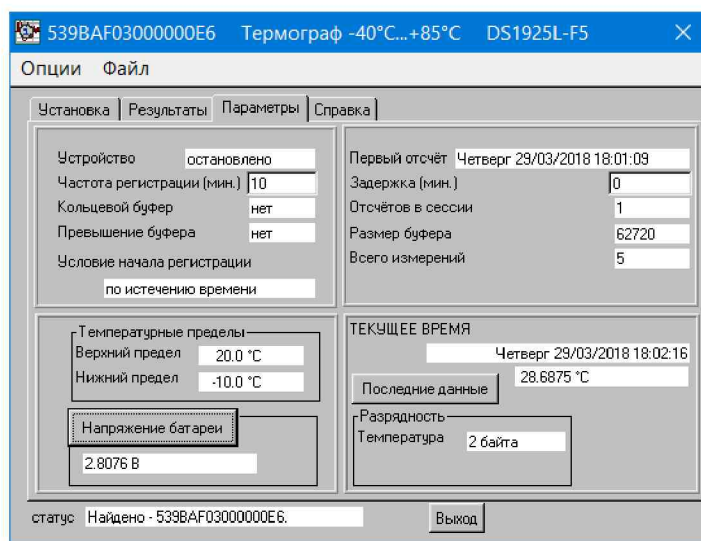 539BAF03000000E6 Термограф -40°C...+85°C DS1925L-F5
Опции Файл
Установка Результаты Параметры Справка
Устройство остановлено
Частота регистрации (мин.) 10
Кольцевой буфер нет
Превышение буфера нет
Условие начала регистрации
по истечению времени
Первый отсчёт Четверг 29/03/2018 18:01:09
Задержка (мин.) 0
Отсчётов в сессии 1
Размер буфера 62720
Всего измерений 5
Температурные пределы
Верхний предел 20.0 °C
Нижний предел -10.0 °C
Напряжение батареи
2.8076 В
ТЕКУЩЕЕ ВРЕМЯ
Четверг 29/03/2018 18:02:16
Последние данные 28.6875 °C
Разрядность
Температура 2 байта
статус Найдено - 539BAF03000000E6.
Выход